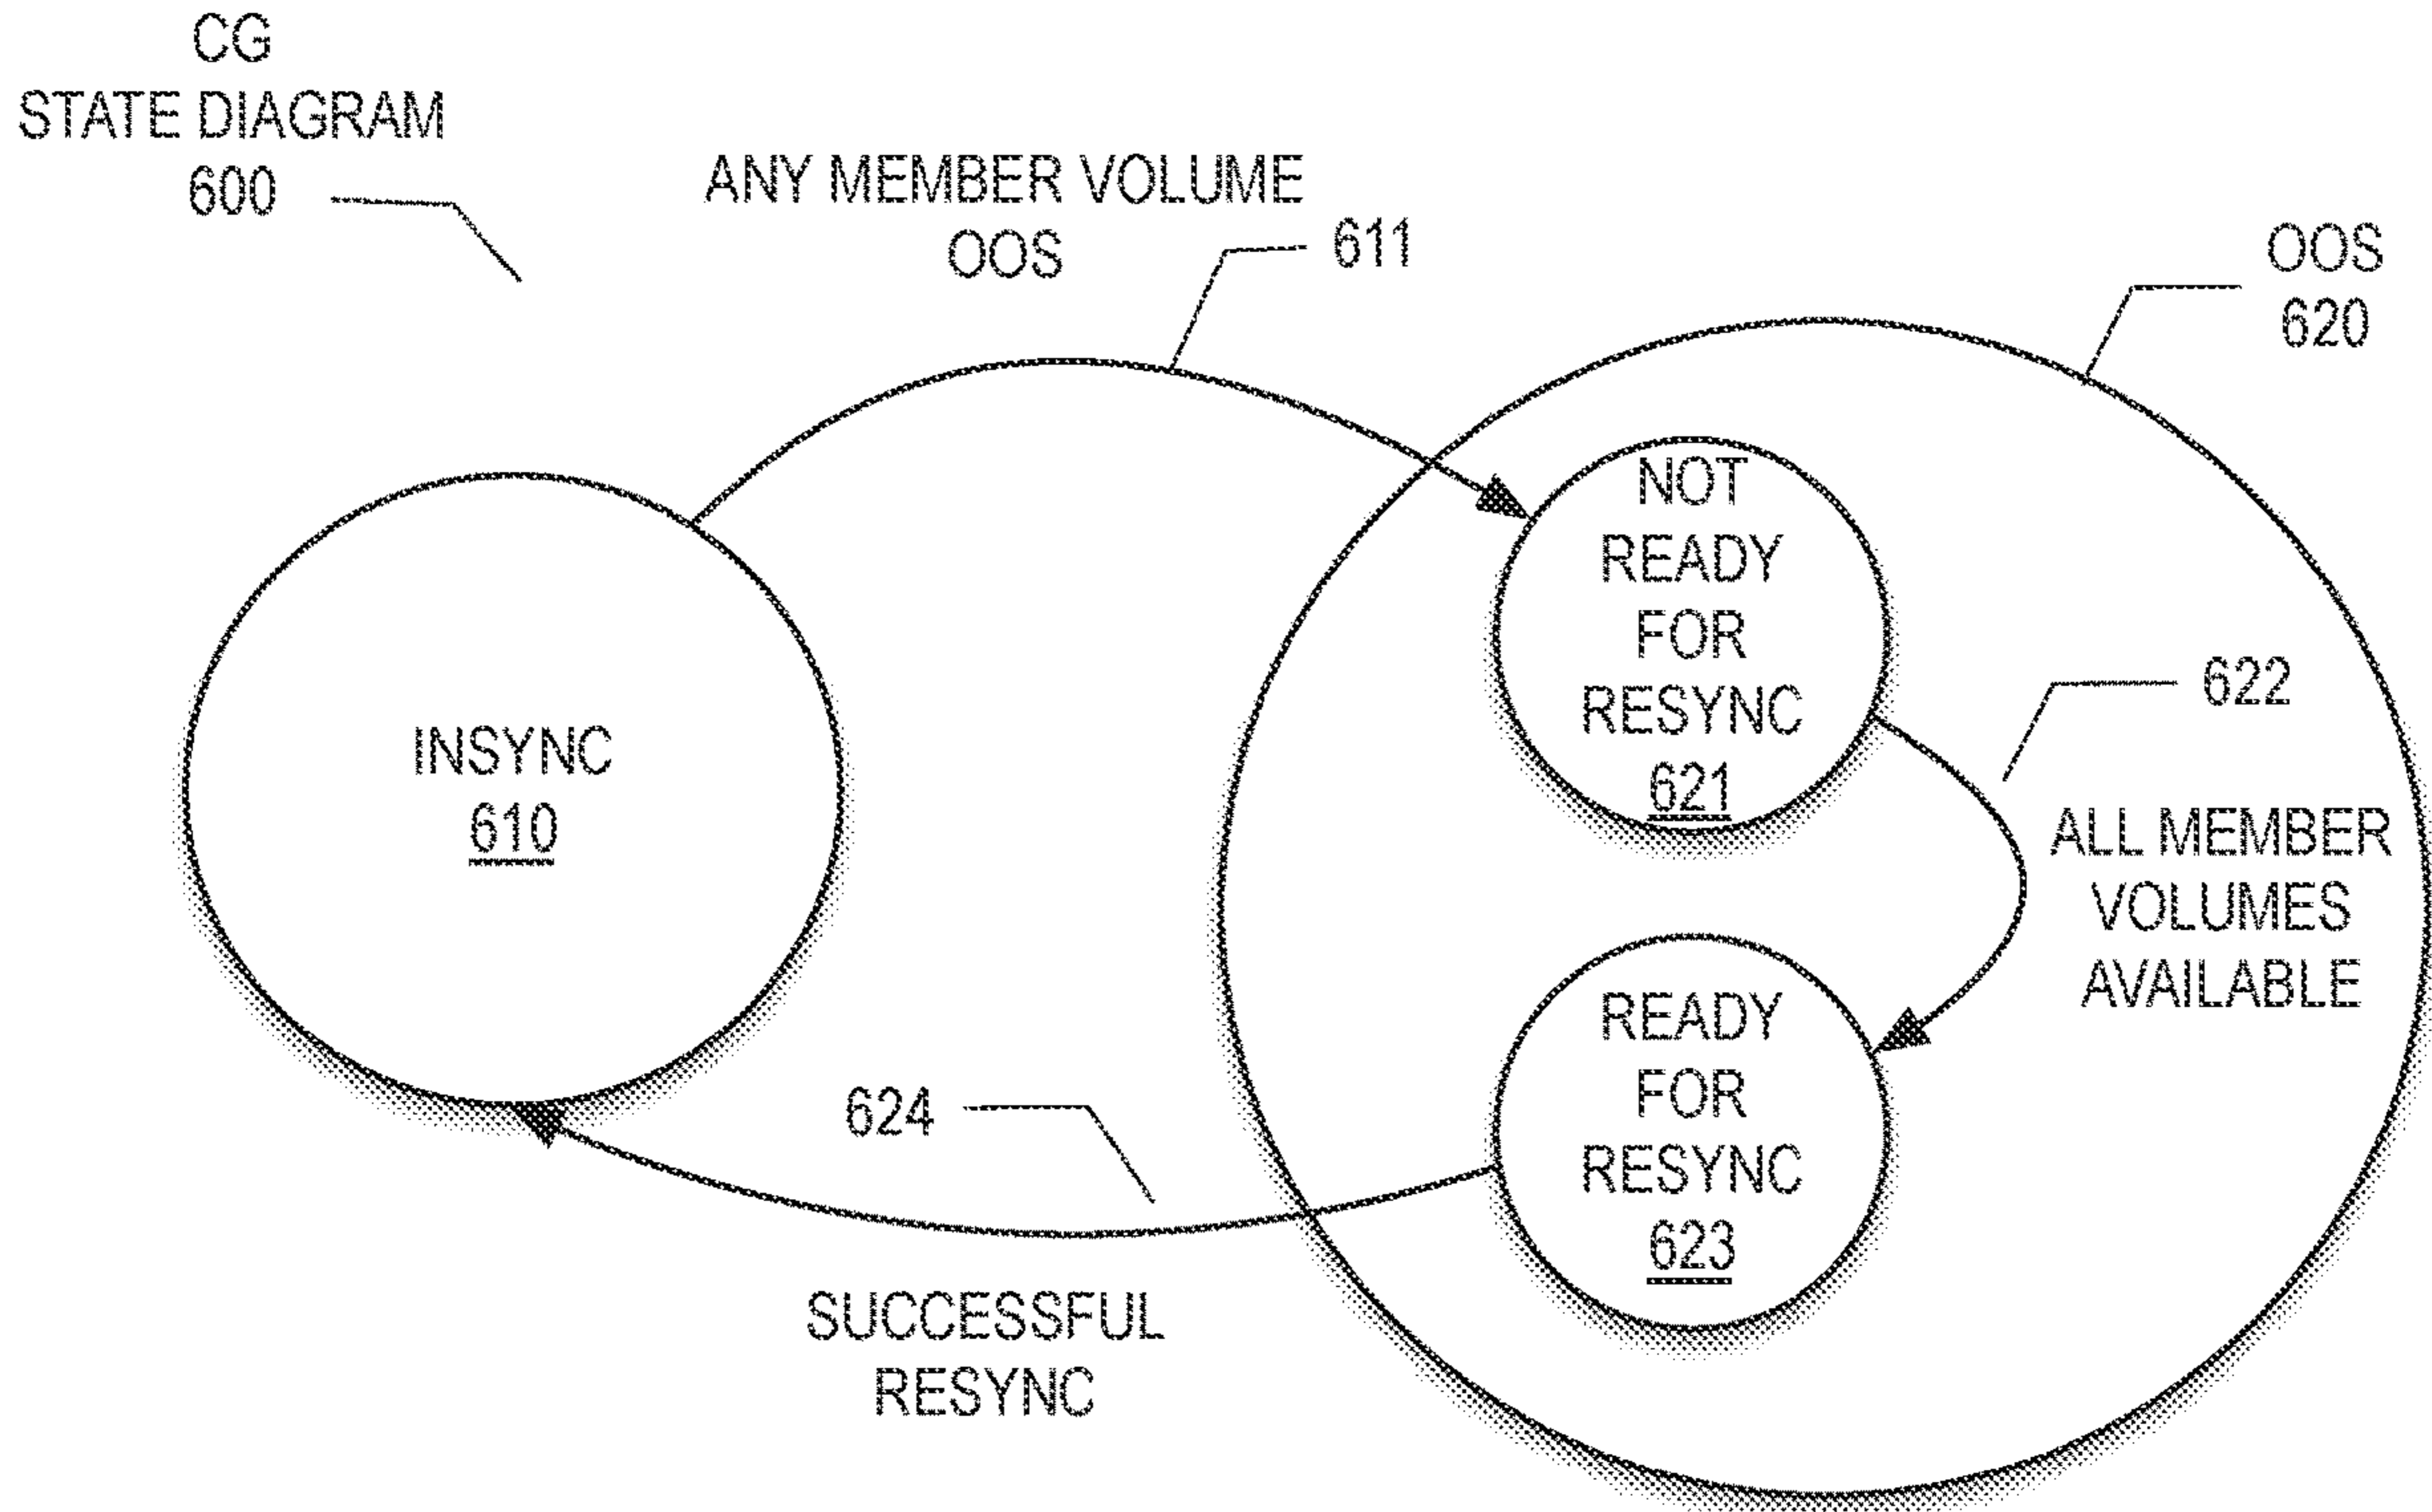 CG
STATE DIAGRAM
600
ANY MEMBER VOLUME
OOS
611
OOS
620
NOT
READY
FOR
RESYNC
621
622
INSYNC
610
ALL MEMBER
VOLUMES
AVAILABLE
READY
FOR
RESYNC
623
624
SUCCESSFUL
RESYNC